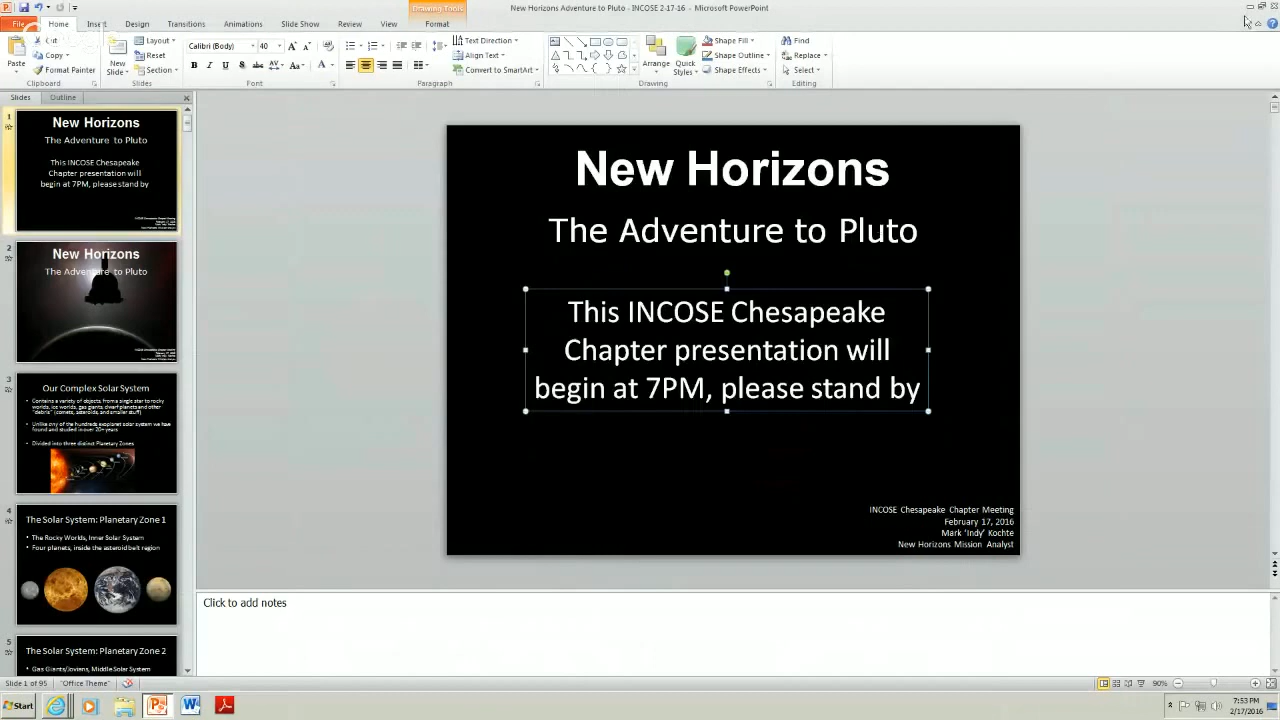 New Horizons Adventure to Pluto - INCOSE 2-17-16 - Microsoft PowerPoint
Drawing Tools
File Home Insert Design Transitions Animations Slide Show Review View Format
Cut
Copy
Format Painter
Paste
Clipboard
New Slide
Layout
Reset
Section
Slides
Calibri (Body) 40
Font
Text Direction
Align Text
Convert to SmartArt
Paragraph
Arrange
Quick Styles
Shape Fill
Shape Outline
Shape Effects
Drawing
Find
Replace
Select
Editing
Slides Outline
1
New Horizons
The Adventure to Pluto
This INCOSE Chesapeake
Chapter presentation will
begin at 7PM, please stand by
2
New Horizons
The Adventure to Pluto
3
Our Complex Solar System
• Contains a variety of objects, from a single star to rocky
worlds, ice worlds, gas giants, dwarf planets and other
"debris" (comets, asteroids, and smaller stuff)
• Unlike any of the hundreds exoplanet solar system we have
found and studied in over 20+ years
• Divided into three distinct Planetary Zones
4
The Solar System: Planetary Zone 1
• The Rocky Worlds, Inner Solar System
• Four planets, inside the asteroid belt region
5
The Solar System: Planetary Zone 2
• Gas Giants/Jovians, Middle Solar System
New Horizons
The Adventure to Pluto
This INCOSE Chesapeake
Chapter presentation will
begin at 7PM, please stand by
INCOSE Chesapeake Chapter Meeting
February 17, 2016
Mark 'Indy' Kochte
New Horizons Mission Analyst
Click to add notes
Slide 1 of 95 "Office Theme" 90%
Start
7:53 PM
2/17/2016